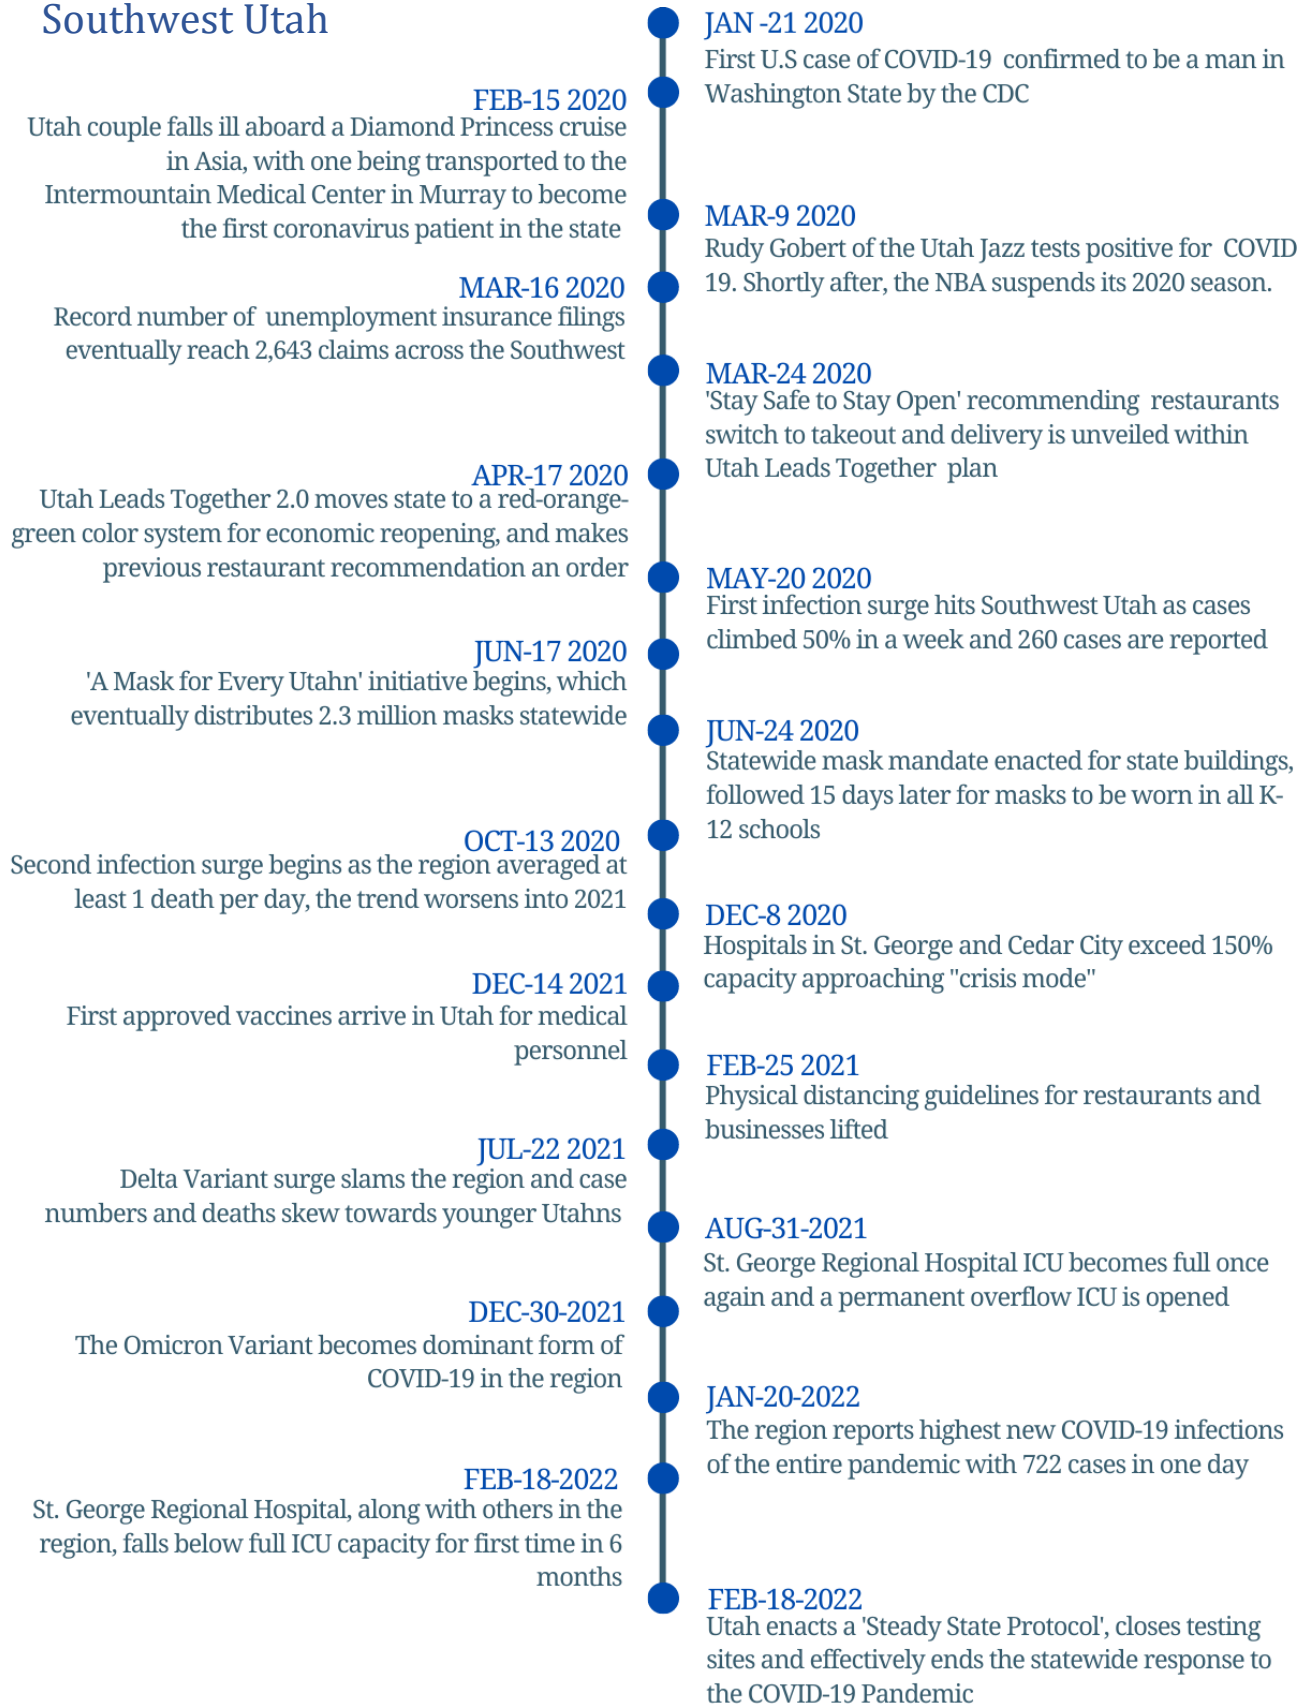 Southwest Utah
JAN -21 2020
First U.S case of COVID-19 confirmed to be a man in
Washington State by the CDC
FEB-15 2020
Utah couple falls ill aboard a Diamond Princess cruise
in Asia, with one being transported to the
Intermountain Medical Center in Murray to become
the first coronavirus patient in the state
MAR-9 2020
Rudy Gobert of the Utah Jazz tests positive for COVID
19. Shortly after, the NBA suspends its 2020 season.
MAR-16 2020
Record number of unemployment insurance filings
eventually reach 2,643 claims across the Southwest
MAR-24 2020
'Stay Safe to Stay Open' recommending restaurants
switch to takeout and delivery is unveiled within
Utah Leads Together plan
APR-17 2020
Utah Leads Together 2.0 moves state to a red-orange-
green color system for economic reopening, and makes
previous restaurant recommendation an order
MAY-20 2020
First infection surge hits Southwest Utah as cases
climbed 50% in a week and 260 cases are reported
JUN-17 2020
'A Mask for Every Utahn' initiative begins, which
eventually distributes 2.3 million masks statewide
JUN-24 2020
Statewide mask mandate enacted for state buildings,
followed 15 days later for masks to be worn in all K-
12 schools
OCT-13 2020
Second infection surge begins as the region averaged at
least 1 death per day, the trend worsens into 2021
DEC-8 2020
Hospitals in St. George and Cedar City exceed 150%
capacity approaching "crisis mode"
DEC-14 2021
First approved vaccines arrive in Utah for medical
personnel
FEB-25 2021
Physical distancing guidelines for restaurants and
businesses lifted
JUL-22 2021
Delta Variant surge slams the region and case
numbers and deaths skew towards younger Utahns
AUG-31-2021
St. George Regional Hospital ICU becomes full once
again and a permanent overflow ICU is opened
DEC-30-2021
The Omicron Variant becomes dominant form of
COVID-19 in the region
JAN-20-2022
The region reports highest new COVID-19 infections
of the entire pandemic with 722 cases in one day
FEB-18-2022
St. George Regional Hospital, along with others in the
region, falls below full ICU capacity for first time in 6
months
FEB-18-2022
Utah enacts a 'Steady State Protocol', closes testing
sites and effectively ends the statewide response to
the COVID-19 Pandemic